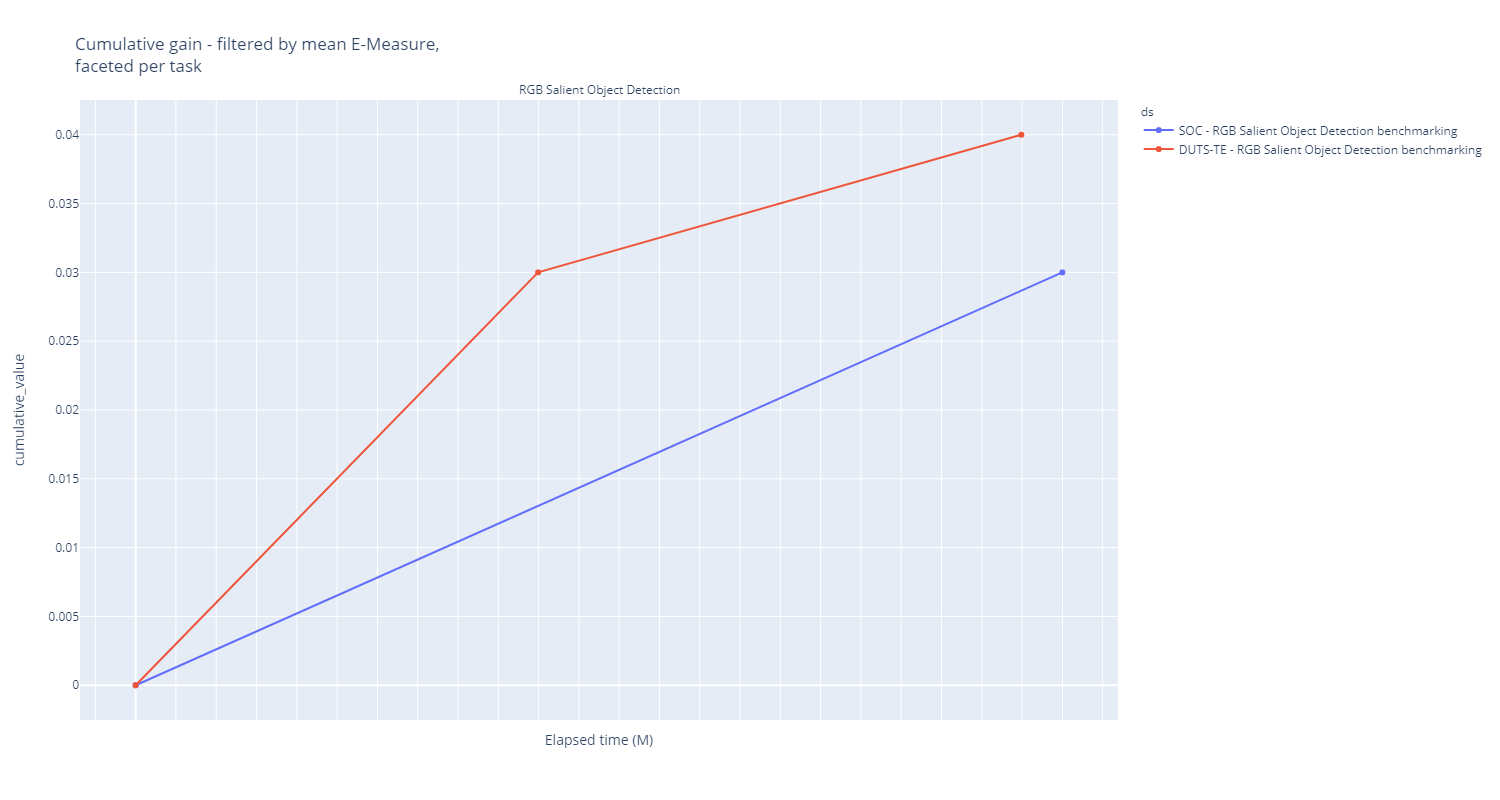 Cumulative gain - filtered by mean E-Measure,
faceted per task
RGB Salient Object Detection
ds
SOC - RGB Salient Object Detection benchmarking
DUTS-TE - RGB Salient Object Detection benchmarking
0.04
0.035
0.03
0.025
0.02
0.015
0.01
0.005
0
cumulative_value
Elapsed time (M)